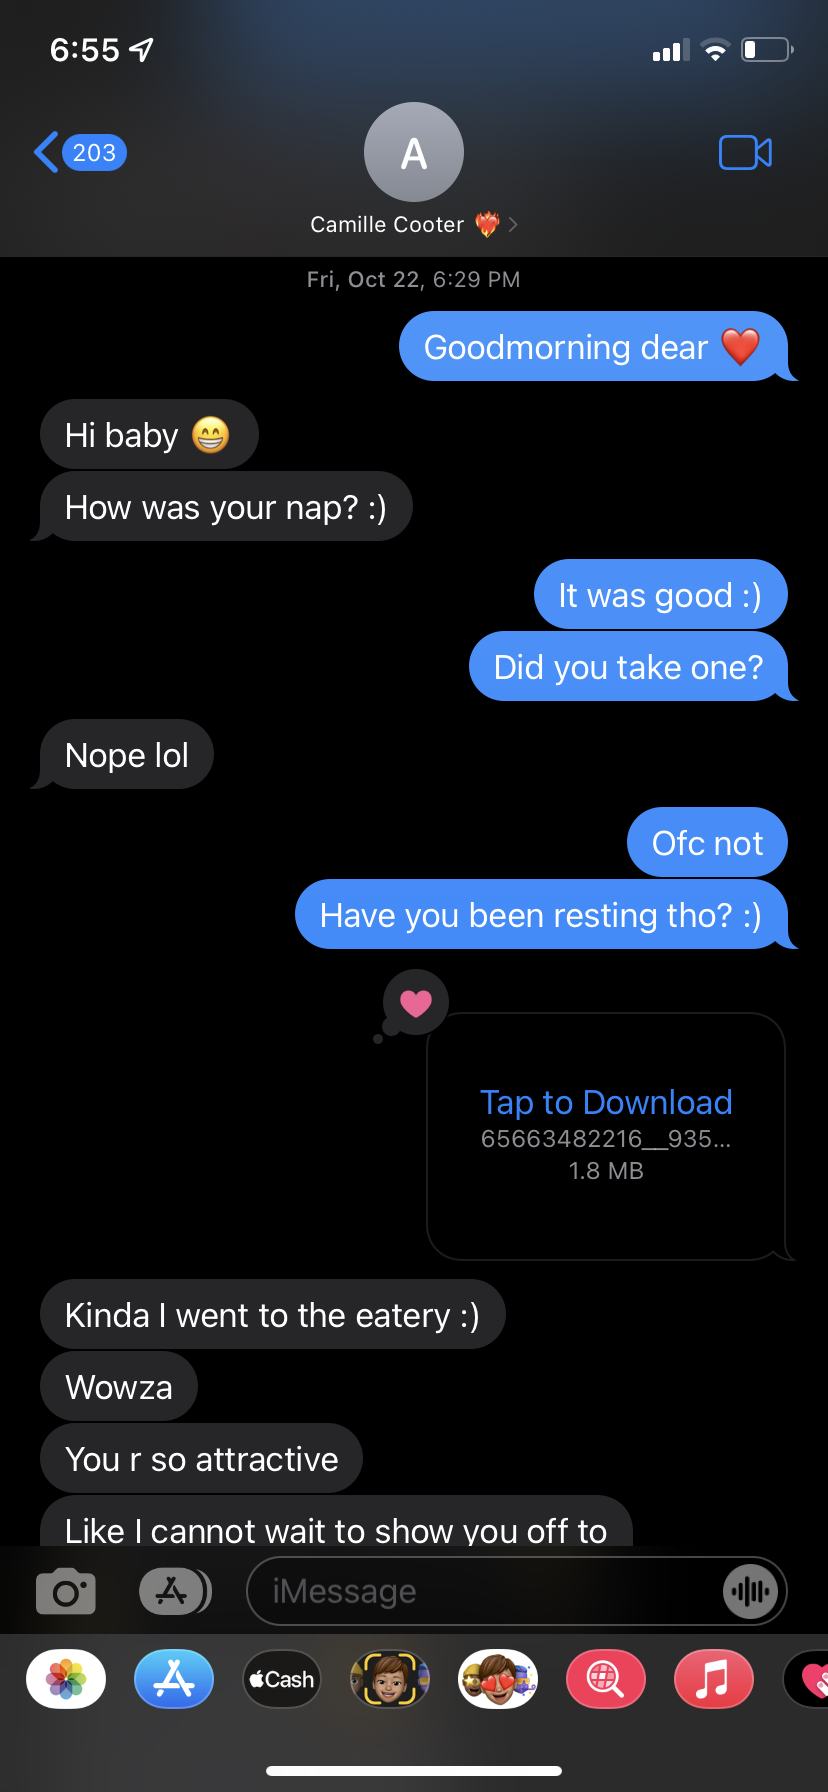 6:55
203
A
Camille Cooter ❤️‍🔥
Fri, Oct 22, 6:29 PM
Goodmorning dear ❤️
Hi baby 😁
How was your nap? :)
It was good :)
Did you take one?
Nope lol
Ofc not
Have you been resting tho? :)
Tap to Download
65663482216__935...
1.8 MB
Kinda I went to the eatery :)
Wowza
You r so attractive
Like I cannot wait to show you off to
iMessage
Cash